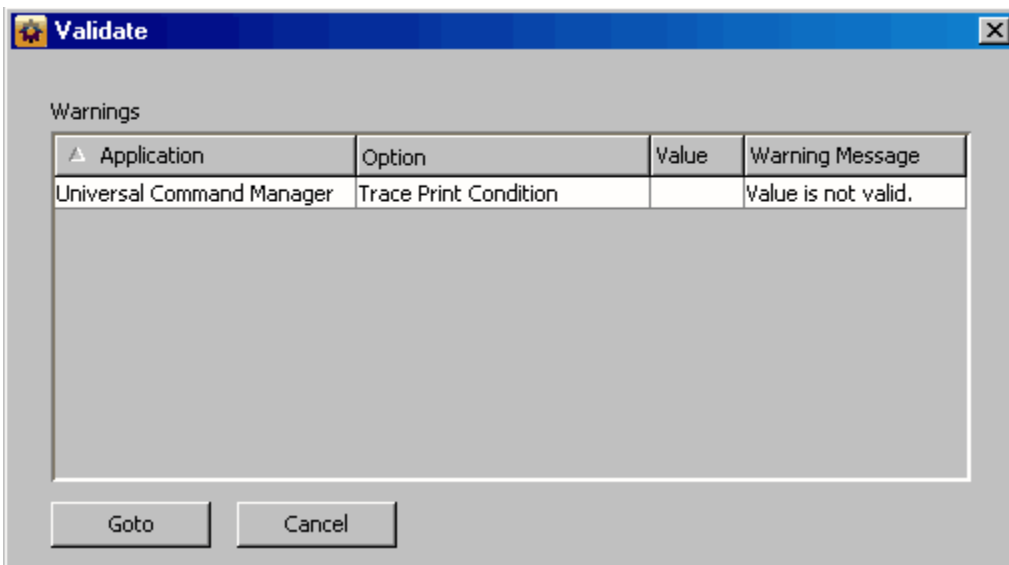 Validate
Warnings
Application Option Value Warning Message
Universal Command Manager Trace Print Condition Value is not valid.
Goto Cancel